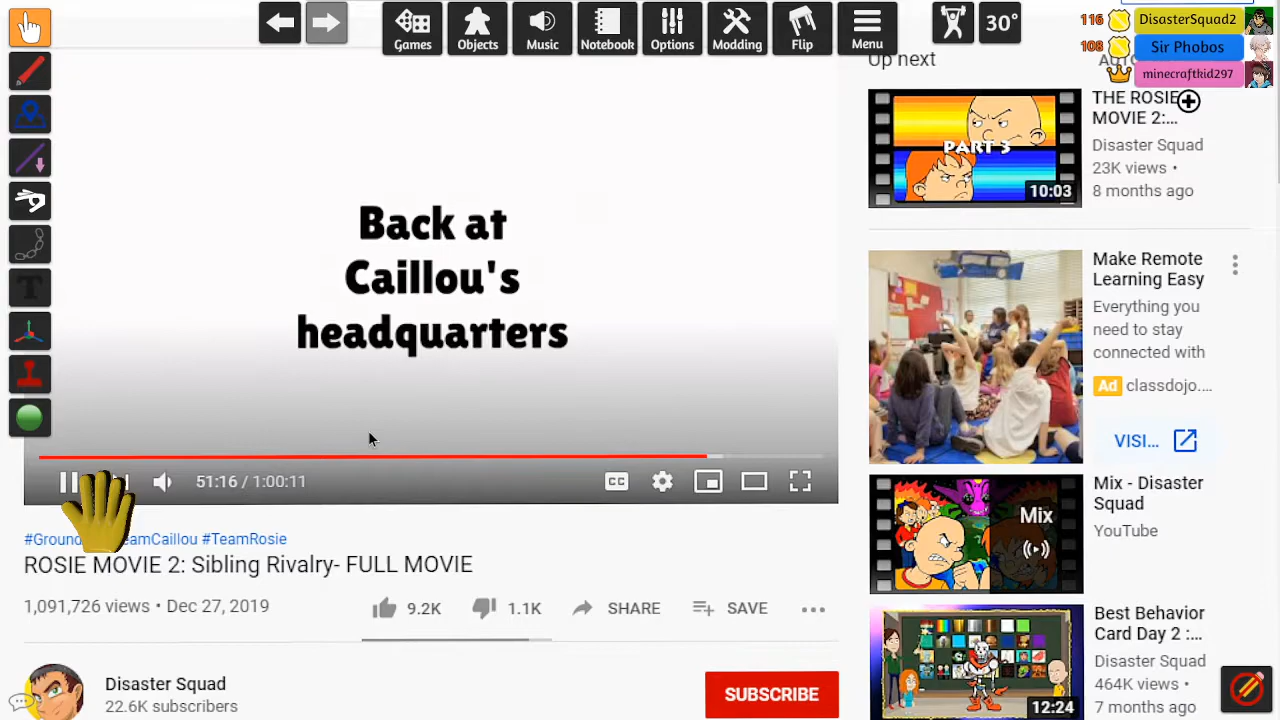 Games
Objects
Music
Notebook
Options
Modding
Flip
Menu
30°
116
DisasterSquad2
108
Sir Phobos
minecraftkid297
T
Back at
Caillou's
headquarters
CC
51:16 / 1:00:11
#TeamRosie
ROSIE MOVIE 2: Sibling Rivalry- FULL MOVIE
1,091,726 views • Dec 27, 2019
9.2K
1.1K
SHARE
SAVE
Disaster Squad
22.6K subscribers
SUBSCRIBE
Up next
PART 3
10:03
THE ROSIE
MOVIE 2:...
Disaster Squad
23K views •
8 months ago
Make Remote
Learning Easy
Everything you
need to stay
connected with
Ad classdojo....
VISI...
Mix
Mix - Disaster
Squad
YouTube
12:24
Best Behavior
Card Day 2 :...
Disaster Squad
464K views •
7 months ago